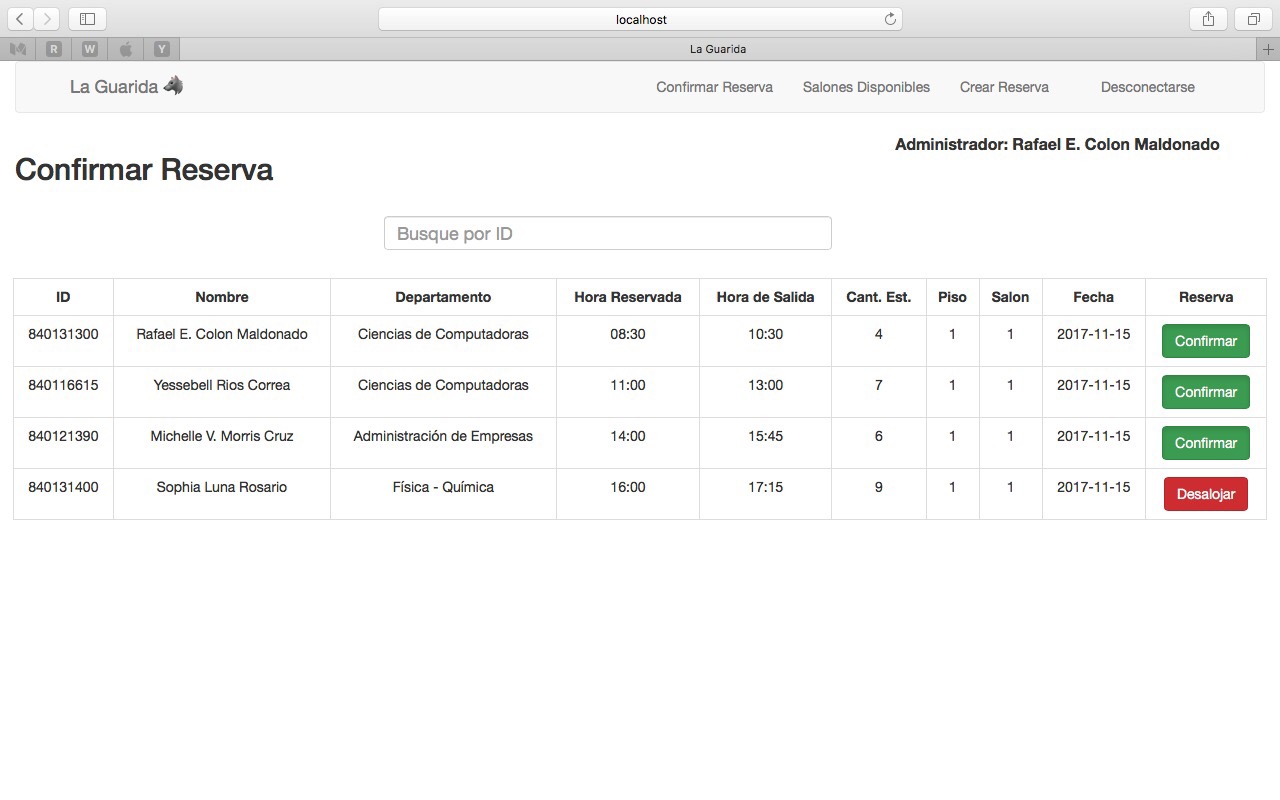 localhost
R W Y La Guarida
La Guarida Confirmar Reserva Salones Disponibles Crear Reserva Desconectarse
Administrador: Rafael E. Colon Maldonado
Confirmar Reserva
Busque por ID
ID Nombre Departamento Hora Reservada Hora de Salida Cant. Est. Piso Salon Fecha Reserva
840131300 Rafael E. Colon Maldonado Ciencias de Computadoras 08:30 10:30 4 1 1 2017-11-15 Confirmar
840116615 Yessebell Rios Correa Ciencias de Computadoras 11:00 13:00 7 1 1 2017-11-15 Confirmar
840121390 Michelle V. Morris Cruz Administración de Empresas 14:00 15:45 6 1 1 2017-11-15 Confirmar
840131400 Sophia Luna Rosario Física - Química 16:00 17:15 9 1 1 2017-11-15 Desalojar